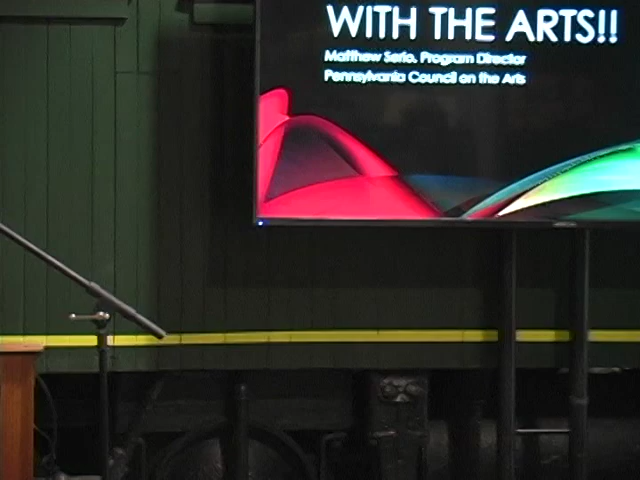 WITH THE ARTS!!
Matthew Serio, Program Director
Pennsylvania Council on the Arts